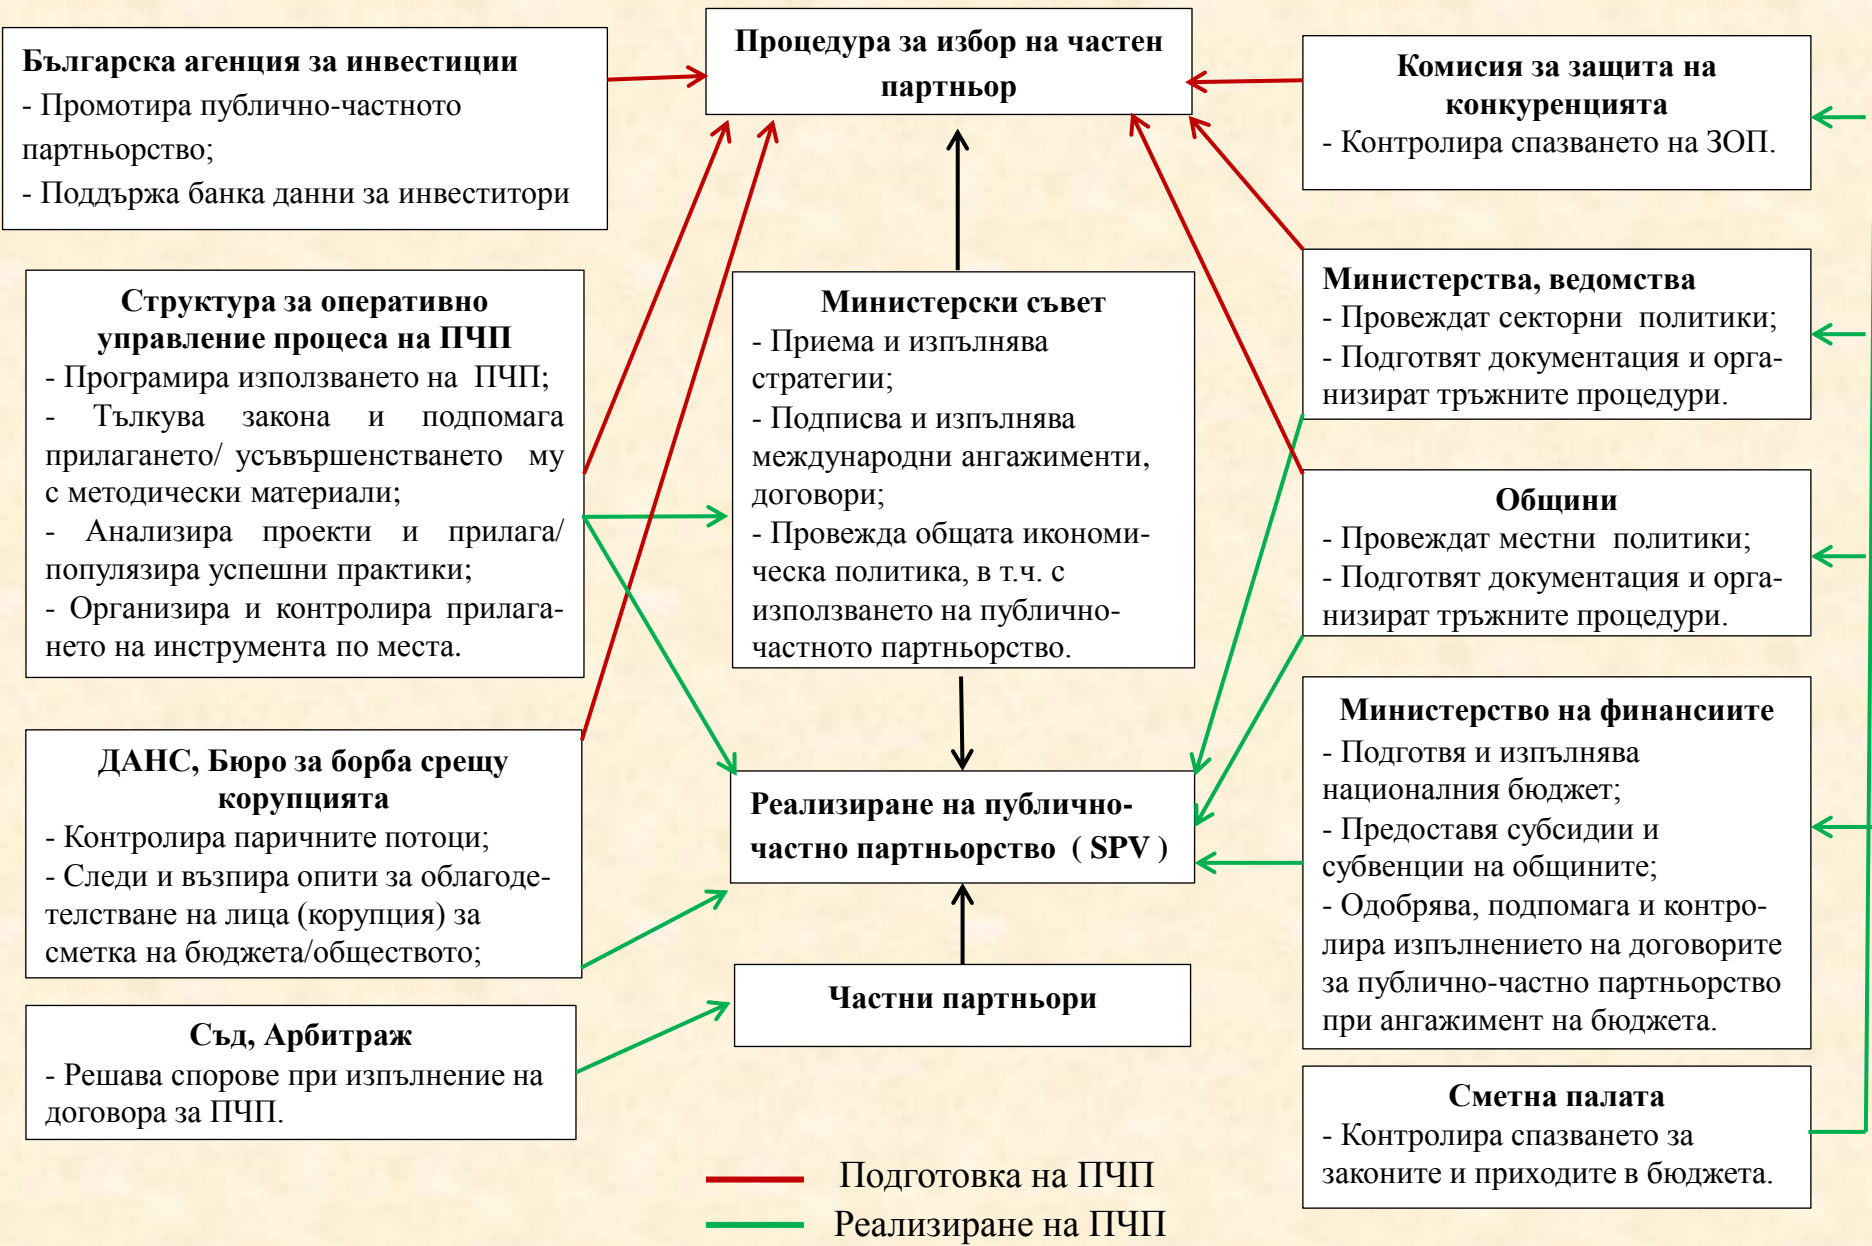 Българска агенция за инвестиции
- Промотира публично-частното
партньорство;
- Поддържа банка данни за инвеститори
Процедура за избор на частен
партньор
Комисия за защита на
конкуренцията
- Контролира спазването на ЗОП.
Структура за оперативно
управление процеса на ПЧП
- Програмира използването на ПЧП;
- Тълкува закона и подпомага
прилагането/ усъвършенстването му
с методически материали;
- Анализира проекти и прилага/
популязира успешни практики;
- Организира и контролира прилага-
нето на инструмента по места.
Министерски съвет
- Приема и изпълнява
стратегии;
- Подписва и изпълнява
международни ангажименти,
договори;
- Провежда общата икономи-
ческа политика, в т.ч. с
използването на публично-
частното партньорство.
Министерства, ведомства
- Провеждат секторни политики;
- Подготвят документация и орга-
низират тръжните процедури.
Общини
- Провеждат местни политики;
- Подготвят документация и орга-
низират тръжните процедури.
ДАНС, Бюро за борба срещу
корупцията
- Контролира паричните потоци;
- Следи и възпира опити за облагоде-
телстване на лица (корупция) за
сметка на бюджета/обществото;
Реализиране на публично-
частно партньорство ( SPV )
Министерство на финансиите
- Подготвя и изпълнява
националния бюджет;
- Предоставя субсидии и
субвенции на общините;
- Одобрява, подпомага и контро-
лира изпълнението на договорите
за публично-частно партньорство
при ангажимент на бюджета.
Съд, Арбитраж
- Решава спорове при изпълнение на
договора за ПЧП.
Частни партньори
Сметна палата
- Контролира спазването за
законите и приходите в бюджета.
Подготовка на ПЧП
Реализиране на ПЧП